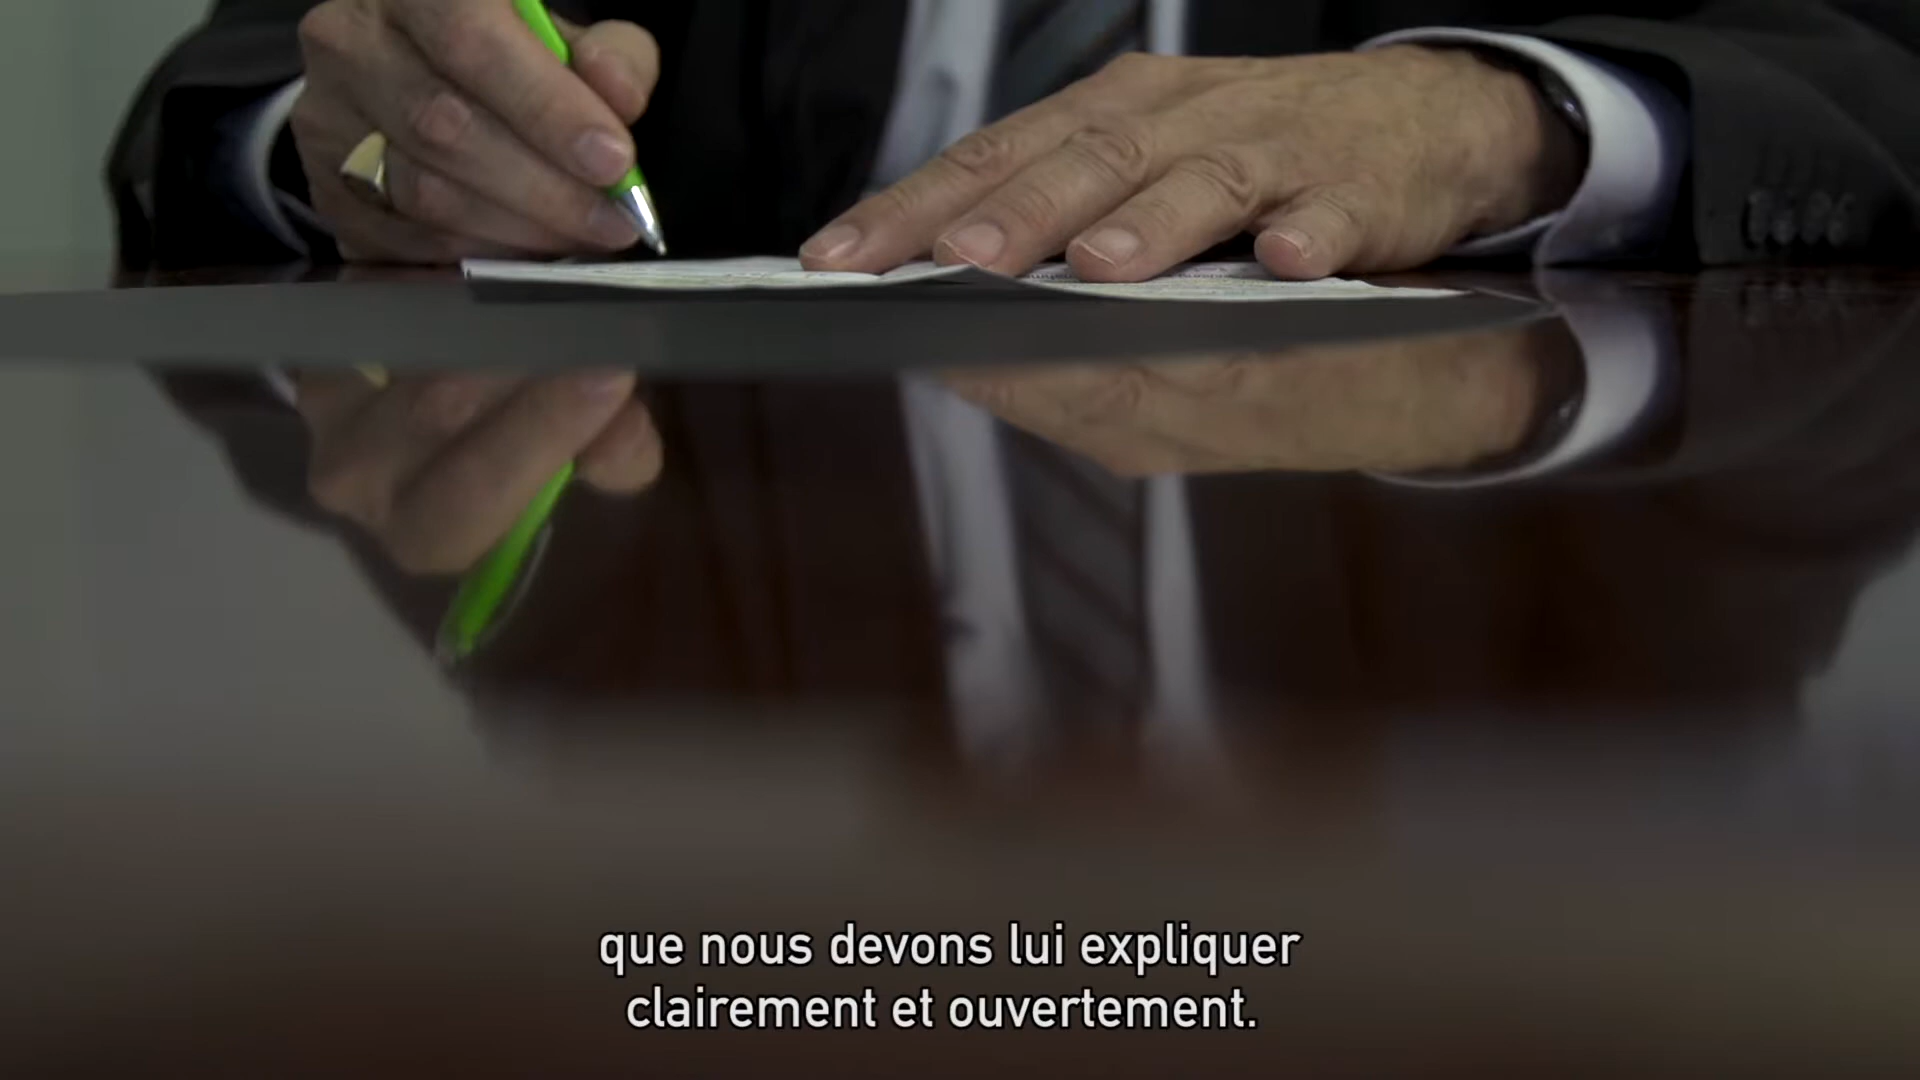 que nous devons lui expliquer
clairement et ouvertement.